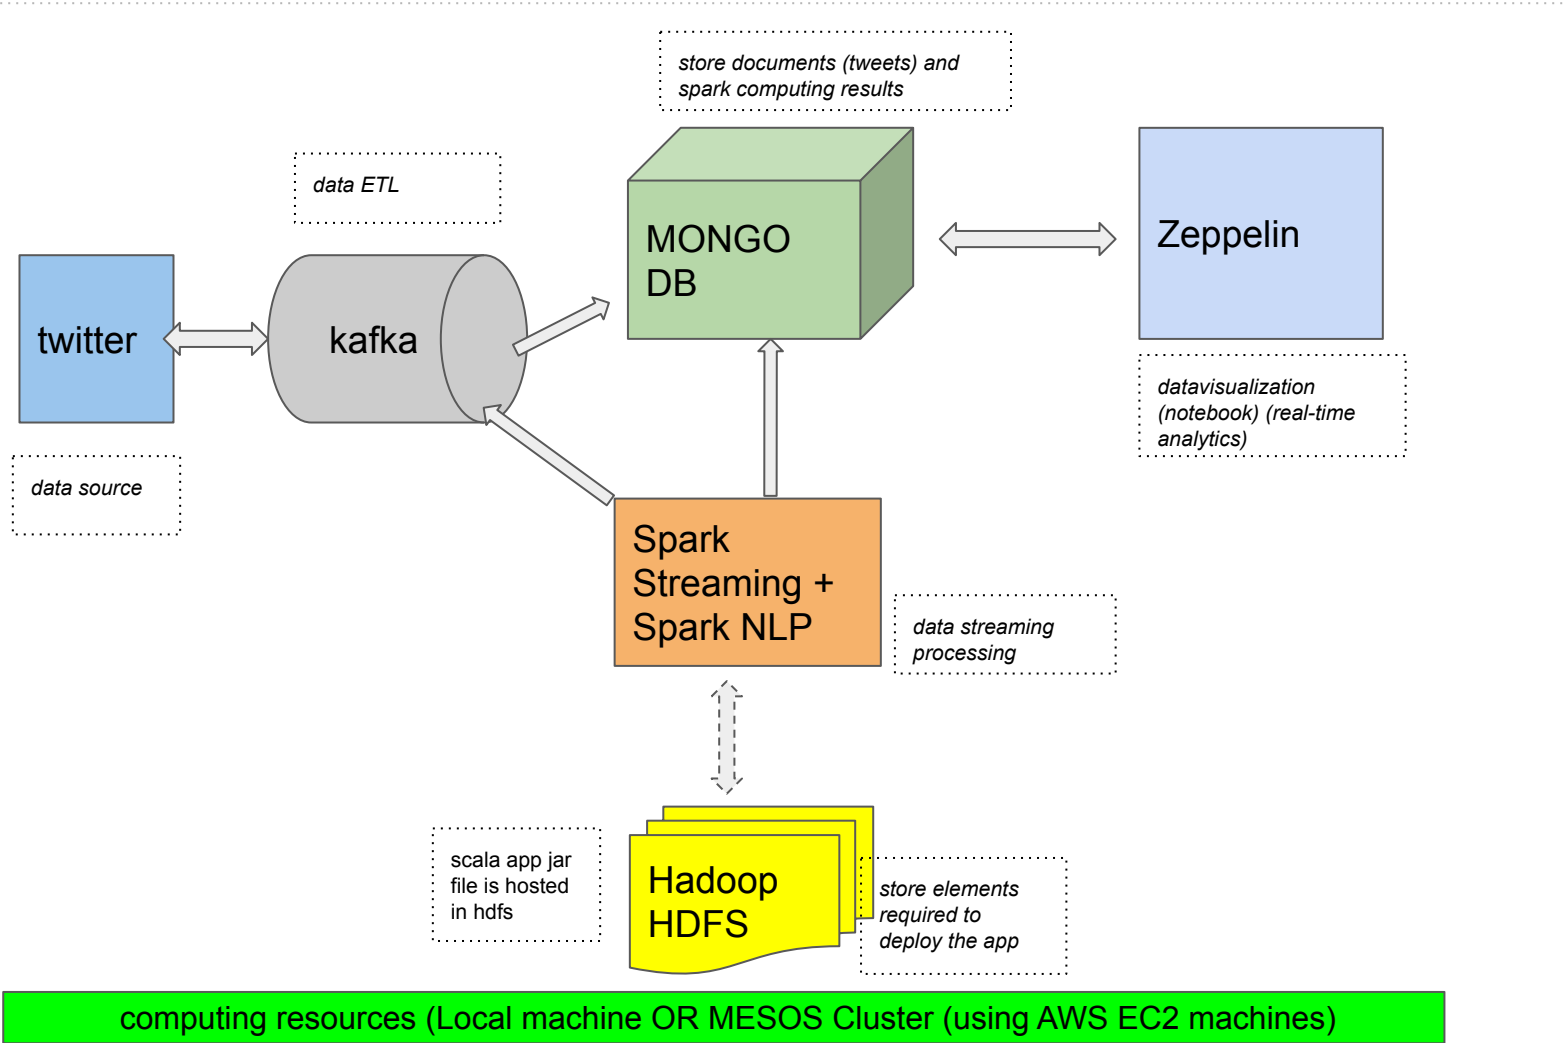 store documents (tweets) and
spark computing results
data ETL
MONGO
DB
Zeppelin
twitter
kafka
datavisualization
(notebook) (real-time
analytics)
data source
Spark
Streaming +
Spark NLP
data streaming
processing
scala app jar
file is hosted
in hdfs
Hadoop
HDFS
store elements
required to
deploy the app
computing resources (Local machine OR MESOS Cluster (using AWS EC2 machines)